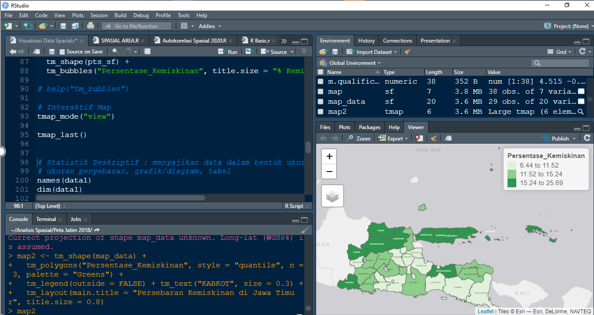 RStudio
File Edit Code View Plots Session Build Debug Profile Tools Help
Go to file/function
Addins
Project: (None)
Visualisasi Data Spasial.r*
SPASIAL AREA.R
Autokorelasi Spasial 2020.R
R Basic.r
Source on Save
Run
Source
87 tm_shape(pts_sf) +
88 tm_bubbles("Persentase_Kemiskinan", title.size = "% Kemi
89
90 # help("tm_bubbles")
91
92 # Interaktif Map
93 tmap_mode("view")
94
95 tmap_last()
96
97
98 # Statistik Deskriptif : menyajikan data dalam bentuk ukur
99 # ukuran penyebaran, grafik/diagram, tabel
100 names(data1)
101 dim(data1)
102
98:1 (Top Level) R Script
Console Terminal Jobs
~/Analisis Spasial/Peta Jatim 2018/
Current projection of shape map_data unknown. Long-lat (WGS84) i
s assumed.
> map2 <- tm_shape(map_data) +
+ tm_polygons("Persentase_Kemiskinan", style = "quantile", n =
3, palette = "Greens") +
+ tm_legend(outside = FALSE) + tm_text("KABKOT", size = 0.3) +
+ tm_layout(main.title = "Persebaran Kemiskinan di Jawa Timu
r", title.size = 0.8)
> map2
Environment History Connections Presentation
Import Dataset
Grid
Global Environment
Name Type Length Size Value
m.qualific… numeric 38 352 B num [1:38] 4.515 -0.…
map sf 7 3.8 MB 38 obs. of 7 varia…
map_data sf 20 3.6 MB 29 obs. of 20 vari…
map2 tmap 6 3.6 MB Large tmap (6 elem…
Files Plots Packages Help Viewer
Zoom Export Publish
+
−
Persentase_Kemiskinan
6.44 to 11.52
11.52 to 15.24
15.24 to 25.69
BALI
Leaflet | Tiles © Esri — Esri, DeLorme, NAVTEQ